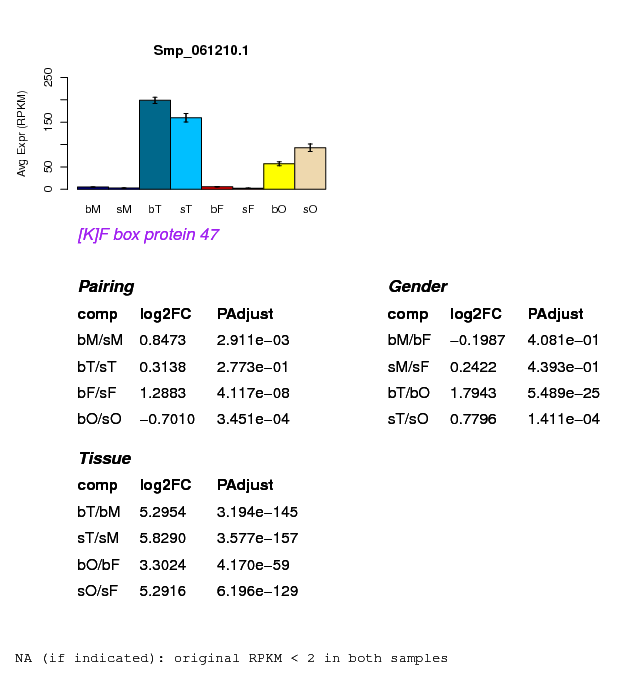 Smp_061210.1
Avg Expr (RPKM)
250
150
50
0
bM sM bT sT bF sF bO sO
[K]F box protein 47
Pairing
comp log2FC PAdjust
bM/sM 0.8473 2.911e−03
bT/sT 0.3138 2.773e−01
bF/sF 1.2883 4.117e−08
bO/sO −0.7010 3.451e−04
Gender
comp log2FC PAdjust
bM/bF −0.1987 4.081e−01
sM/sF 0.2422 4.393e−01
bT/bO 1.7943 5.489e−25
sT/sO 0.7796 1.411e−04
Tissue
comp log2FC PAdjust
bT/bM 5.2954 3.194e−145
sT/sM 5.8290 3.577e−157
bO/bF 3.3024 4.170e−59
sO/sF 5.2916 6.196e−129
NA (if indicated): original RPKM < 2 in both samples